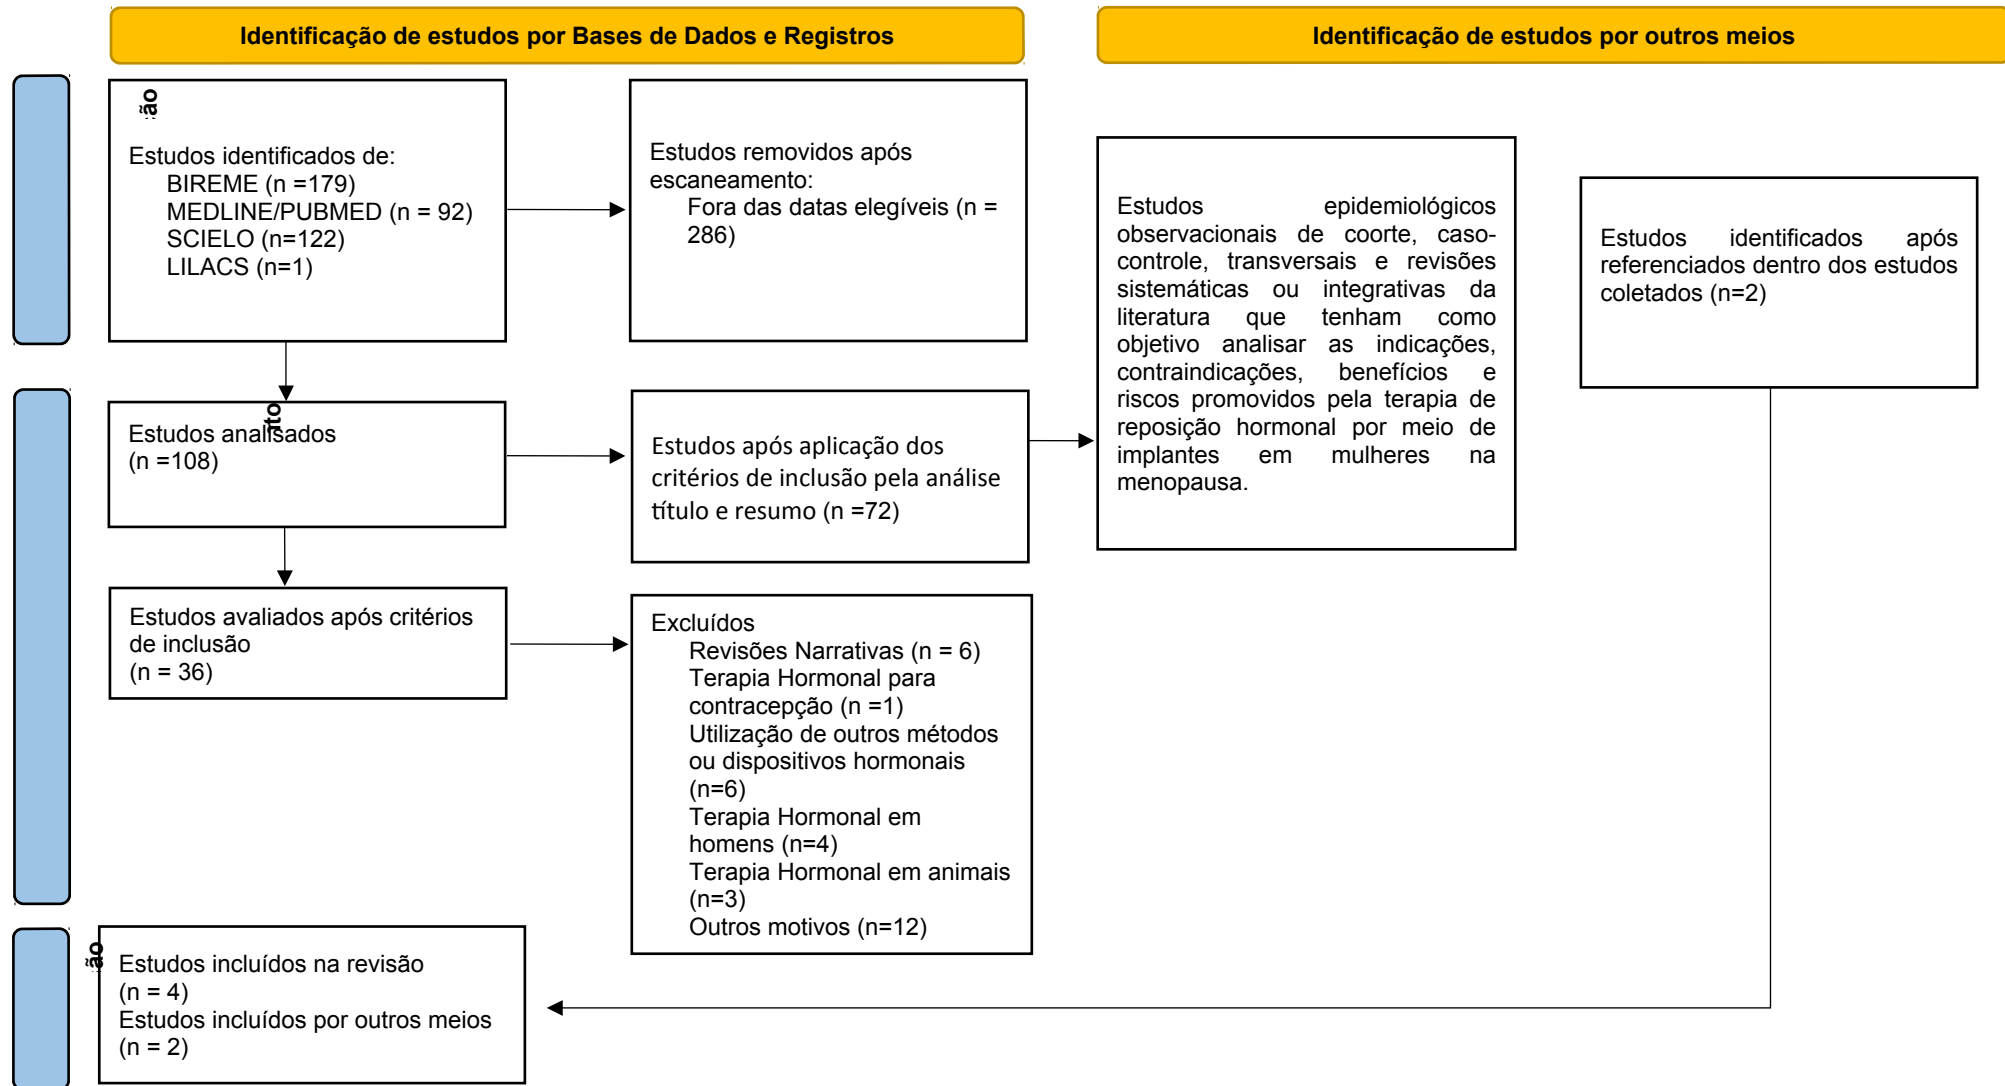 Identificação de estudos por Bases de Dados e Registros
Identificação de estudos por outros meios
ão
Estudos identificados de:
BIREME (n =179)
MEDLINE/PUBMED (n = 92)
SCIELO (n=122)
LILACS (n=1)
Estudos removidos após
escaneamento:
Fora das datas elegíveis (n =
286)
Estudos epidemiológicos
observacionais de coorte, caso-
controle, transversais e revisões
sistemáticas ou integrativas da
literatura que tenham como
objetivo analisar as indicações,
contraindicações, benefícios e
riscos promovidos pela terapia de
reposição hormonal por meio de
implantes em mulheres na
menopausa.
Estudos identificados após
referenciados dentro dos estudos
coletados (n=2)
Estudos analisados
(n =108)
Estudos após aplicação dos
critérios de inclusão pela análise
título e resumo (n =72)
Estudos avaliados após critérios
de inclusão
(n = 36)
Excluídos
Revisões Narrativas (n = 6)
Terapia Hormonal para
contracepção (n =1)
Utilização de outros métodos
ou dispositivos hormonais
(n=6)
Terapia Hormonal em
homens (n=4)
Terapia Hormonal em animais
(n=3)
Outros motivos (n=12)
ão
Estudos incluídos na revisão
(n = 4)
Estudos incluídos por outros meios
(n = 2)